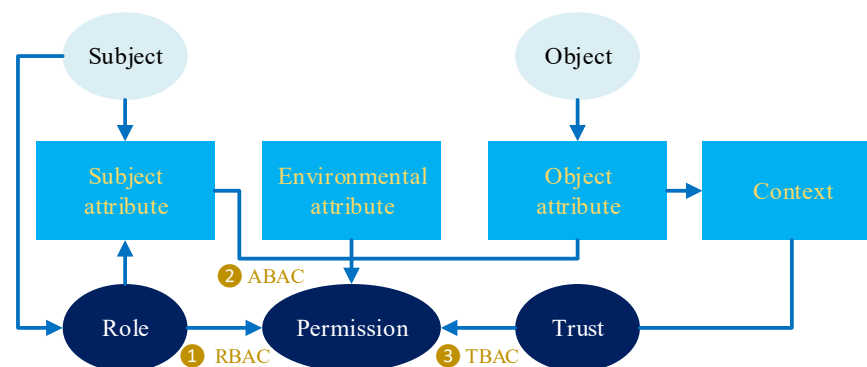 Subject
Object
Subject
attribute
Environmental
attribute
Object
attribute
Context
2 ABAC
Role
Permission
Trust
1 RBAC
3 TBAC